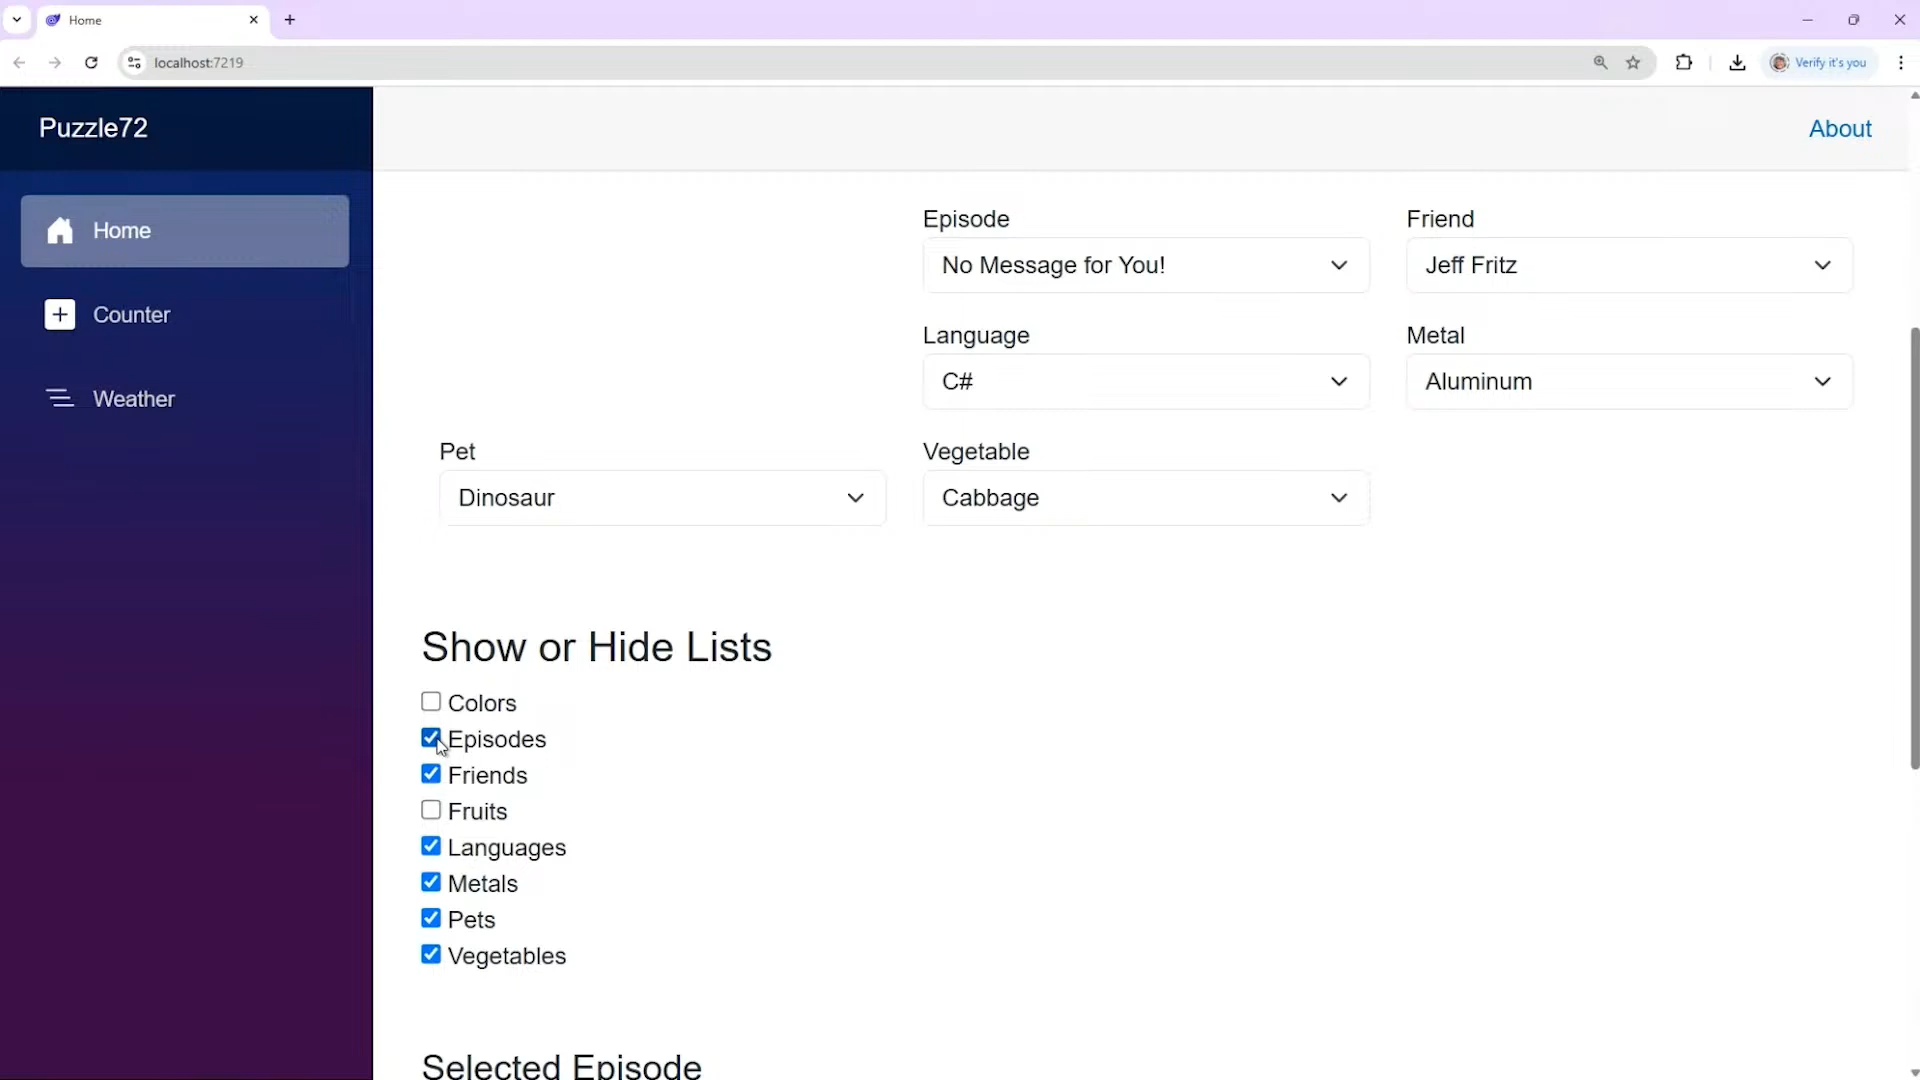 Home
localhost:7219
Verify it's you
Puzzle72
About
Home
Counter
Weather
Episode
Friend
No Message for You!
Jeff Fritz
Language
Metal
C#
Aluminum
Pet
Vegetable
Dinosaur
Cabbage
Show or Hide Lists
Colors
Episodes
Friends
Fruits
Languages
Metals
Pets
Vegetables
Selected Episode